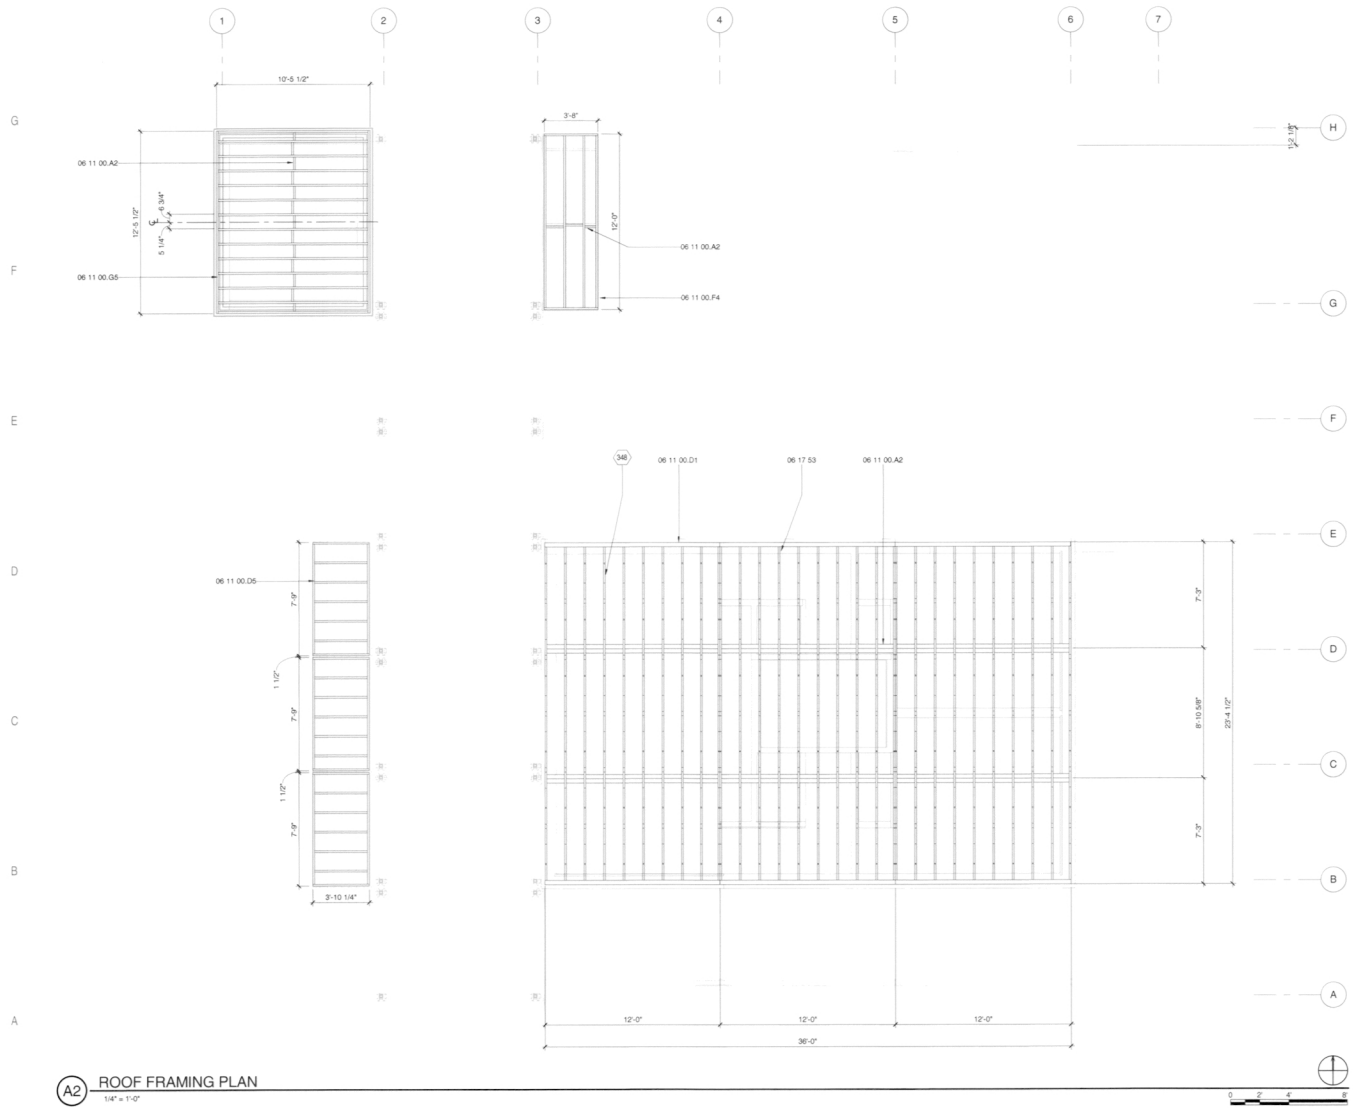 1 2 3 4 5 6 7
10'-5 1/2"
3'-8"
G
H
1'-2 1/8"
06 11 00.A2
12'-5 1/2"
6 3/4"
℄
5 1/4"
12'-0"
06 11 00.A2
F
06 11 00.G5
06 11 00.F4
G
E
F
348
06 11 00.D1
06 17 53
06 11 00.A2
E
D
06 11 00.D5
7'-9"
7'-3"
D
1 1/2"
C
7'-9"
8'-10 5/8"
23'-4 1/2"
C
1 1/2"
7'-9"
7'-3"
B
B
3'-10 1/4"
A
A
12'-0" 12'-0" 12'-0"
36'-0"
A2
ROOF FRAMING PLAN
1/4" = 1'-0"
0 2' 4' 8'